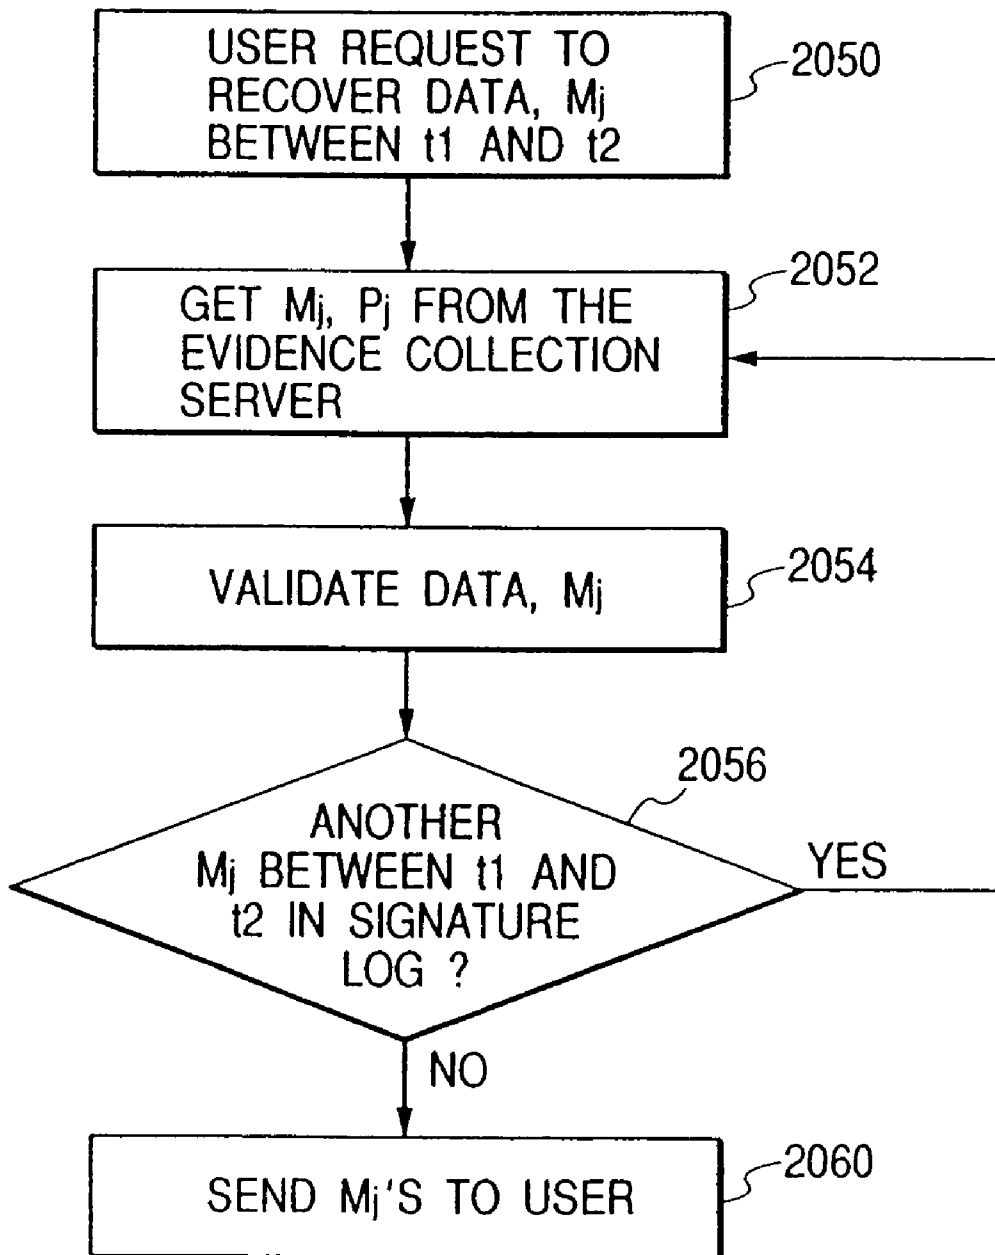 USER REQUEST TO
RECOVER DATA, Mj
BETWEEN t1 AND t2
2050
GET Mj, Pj FROM THE
EVIDENCE COLLECTION
SERVER
2052
VALIDATE DATA, Mj
2054
ANOTHER
Mj BETWEEN t1 AND
t2 IN SIGNATURE
LOG ?
2056
YES
NO
SEND Mj'S TO USER
2060